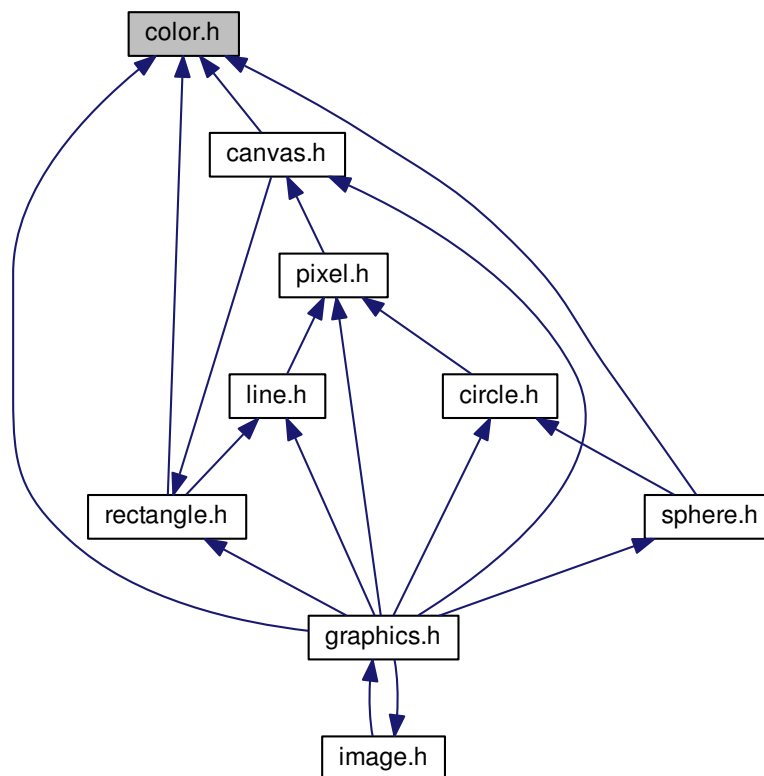 color.h
canvas.h
pixel.h
line.h
circle.h
rectangle.h
sphere.h
graphics.h
image.h